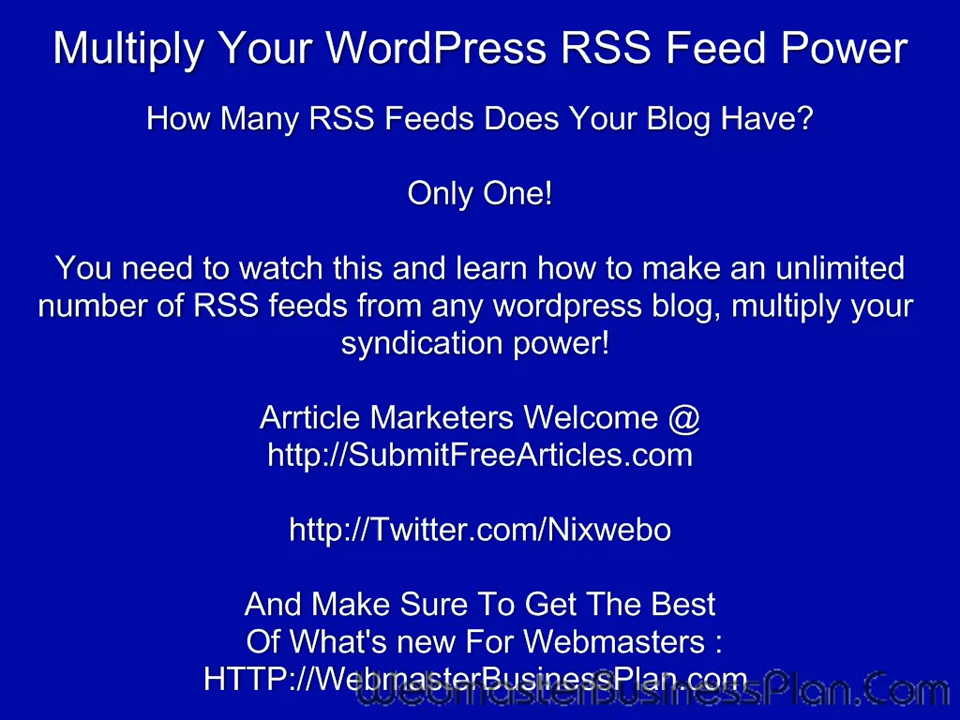 Multiply Your WordPress RSS Feed Power
How Many RSS Feeds Does Your Blog Have?
Only One!
You need to watch this and learn how to make an unlimited
number of RSS feeds from any wordpress blog, multiply your
syndication power!
Arrticle Marketers Welcome @
http://SubmitFreeArticles.com
http://Twitter.com/Nixwebo
And Make Sure To Get The Best
Of What's new For Webmasters :
HTTP://WebmasterBusinessPlan.com
WebmasterBusinessPlan.Com